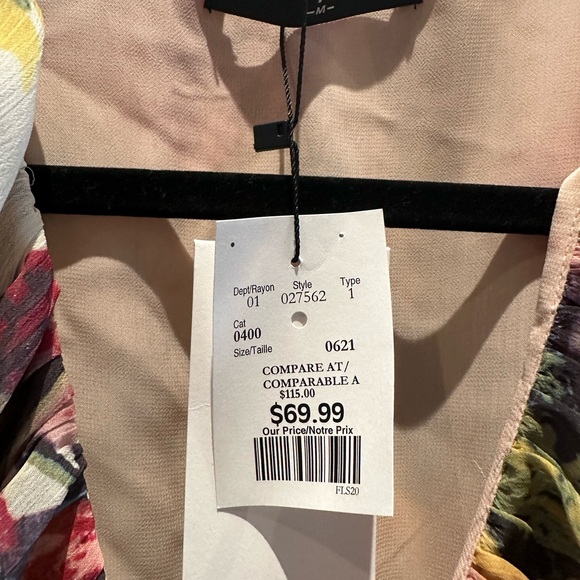 –M–
Dept/Rayon Style Type
01 027562 1
Cat
0400
Size/Taille 0621
COMPARE AT/
COMPARABLE A
$115.00
$69.99
Our Price/Notre Prix
FLS20